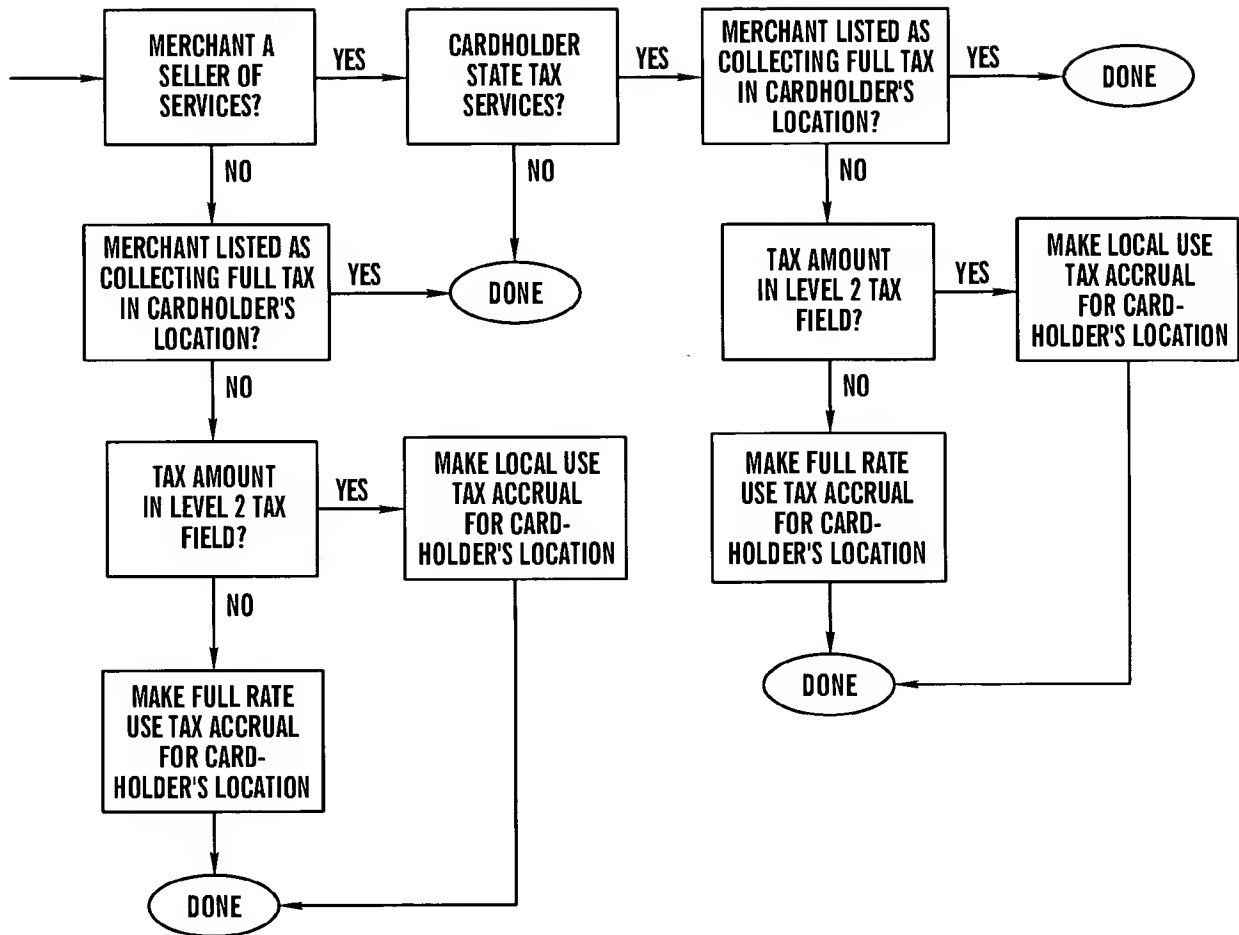 MERCHANT A
SELLER OF
SERVICES?
YES
CARDHOLDER
STATE TAX
SERVICES?
YES
MERCHANT LISTED AS
COLLECTING FULL TAX
IN CARDHOLDER'S
LOCATION?
YES
DONE
NO
NO
NO
MERCHANT LISTED AS
COLLECTING FULL TAX
IN CARDHOLDER'S
LOCATION?
YES
DONE
TAX AMOUNT
IN LEVEL 2 TAX
FIELD?
YES
MAKE LOCAL USE
TAX ACCRUAL
FOR CARD-
HOLDER'S LOCATION
NO
NO
TAX AMOUNT
IN LEVEL 2 TAX
FIELD?
YES
MAKE LOCAL USE
TAX ACCRUAL
FOR CARD-
HOLDER'S LOCATION
MAKE FULL RATE
USE TAX ACCRUAL
FOR CARD-
HOLDER'S LOCATION
NO
DONE
MAKE FULL RATE
USE TAX ACCRUAL
FOR CARD-
HOLDER'S LOCATION
DONE